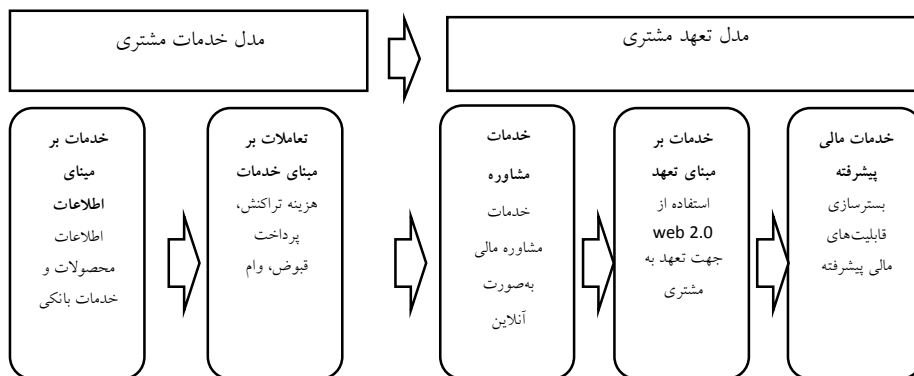 مدل خدمات مشتری
مدل تعهد مشتری
خدمات بر
مبنای
اطلاعات
اطلاعات
محصولات و
خدمات بانکی
تعاملات بر
مبنای خدمات
هزینه تراکنش،
پرداخت
قبوض، وام
خدمات
مشاوره
خدمات
مشاوره مالی
به‌صورت
آنلاین
خدمات بر
مبنای تعهد
استفاده از
web 2.0
جهت تعهد به
مشتری
خدمات مالی
پیشرفته
بسترسازی
قابلیت‌های
مالی پیشرفته